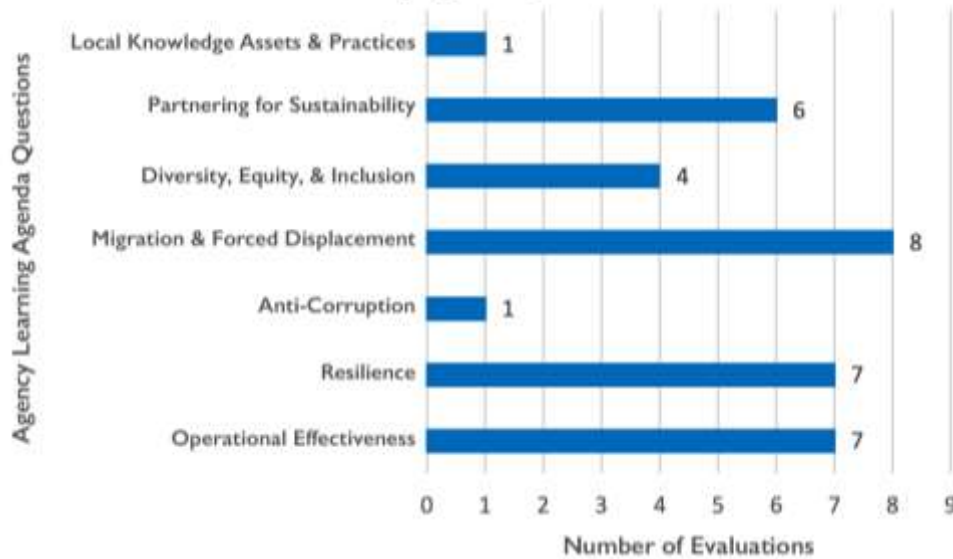 Agency Learning Agenda Questions
Local Knowledge Assets & Practices
1
Partnering for Sustainability
6
Diversity, Equity, & Inclusion
4
Migration & Forced Displacement
8
Anti-Corruption
1
Resilience
7
Operational Effectiveness
7
0 1 2 3 4 5 6 7 8 9
Number of Evaluations